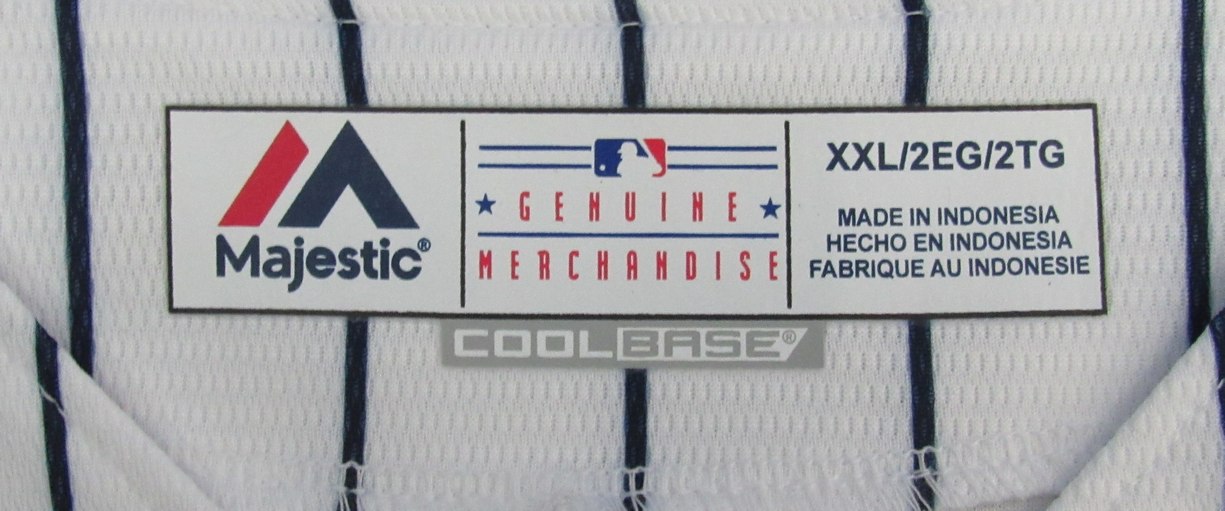 Majestic®
GENUINE
MERCHANDISE
XXL/2EG/2TG
MADE IN INDONESIA
HECHO EN INDONESIA
FABRIQUE AU INDONESIE
COOLBASE®